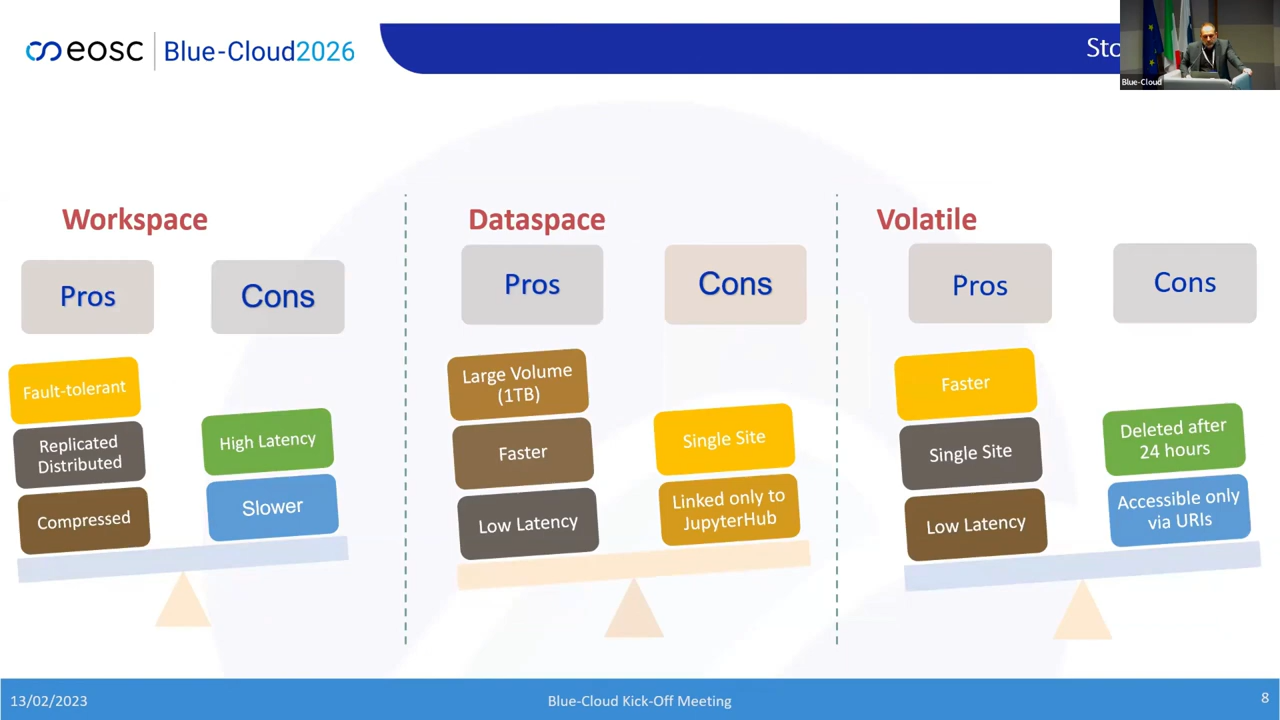 eosc
Blue-Cloud2026
Blue-Cloud
Workspace
Pros
Cons
Fault-tolerant
Replicated
Distributed
Compressed
High Latency
Slower
Dataspace
Pros
Cons
Large Volume
(1TB)
Faster
Low Latency
Single Site
Linked only to
JupyterHub
Volatile
Pros
Cons
Faster
Single Site
Low Latency
Deleted after
24 hours
Accessible only
via URIs
13/02/2023
Blue-Cloud Kick-Off Meeting
8